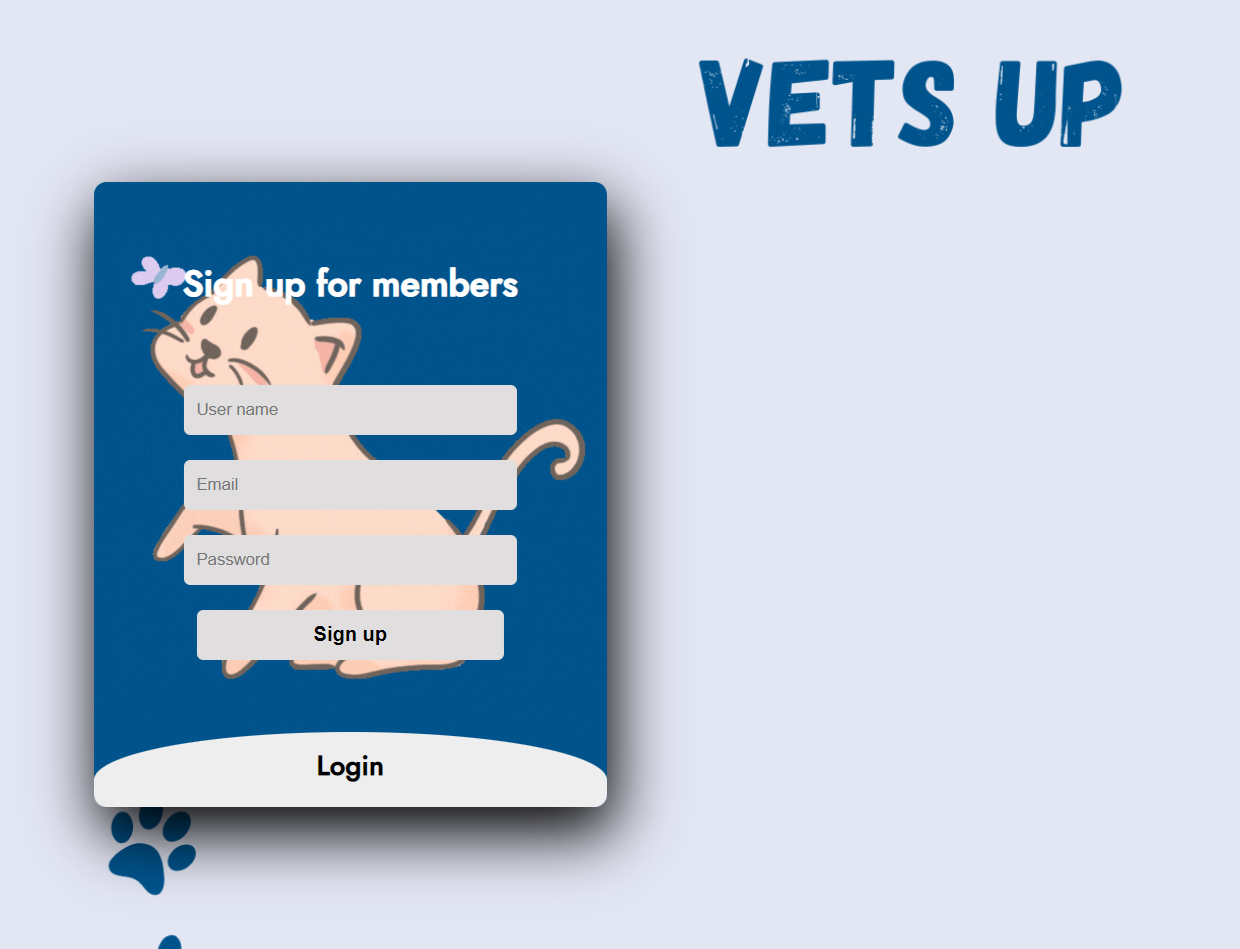 VETS UP
Sign up for members
User name
Email
Password
Sign up
Login